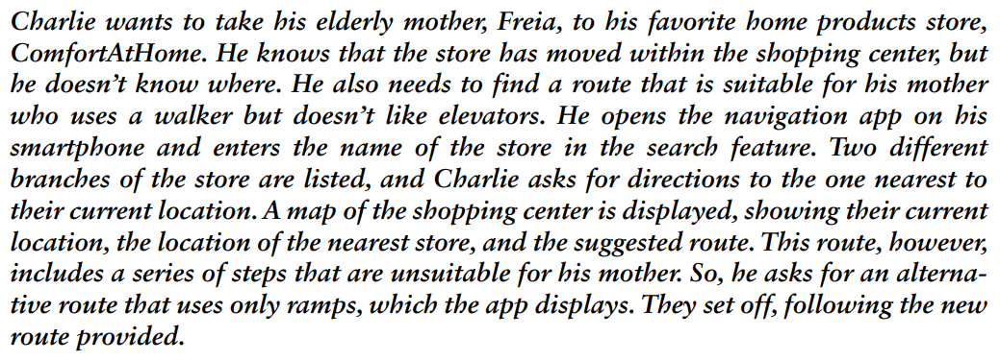 Charlie wants to take his elderly mother, Freia, to his favorite home products store,
ComfortAtHome. He knows that the store has moved within the shopping center, but
he doesn’t know where. He also needs to find a route that is suitable for his mother
who uses a walker but doesn’t like elevators. He opens the navigation app on his
smartphone and enters the name of the store in the search feature. Two different
branches of the store are listed, and Charlie asks for directions to the one nearest to
their current location. A map of the shopping center is displayed, showing their current
location, the location of the nearest store, and the suggested route. This route, however,
includes a series of steps that are unsuitable for his mother. So, he asks for an alterna-
tive route that uses only ramps, which the app displays. They set off, following the new
route provided.